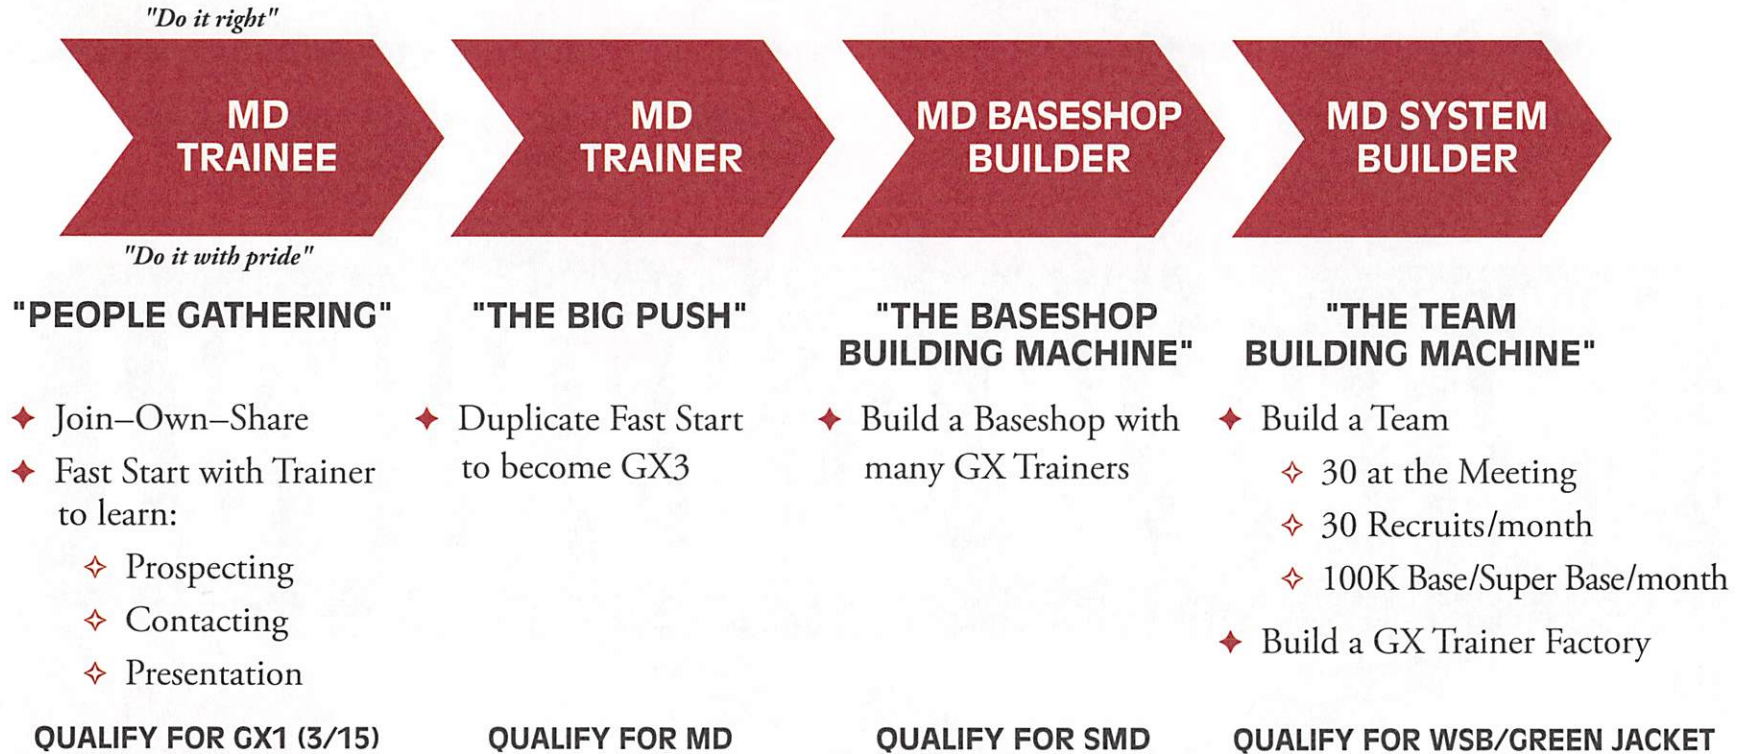 "Do it right"
MD
TRAINEE
"Do it with pride"
"PEOPLE GATHERING"
✦ Join–Own–Share
✦ Fast Start with Trainer
to learn:
✧ Prospecting
✧ Contacting
✧ Presentation
QUALIFY FOR GX1 (3/15)
MD
TRAINER
"THE BIG PUSH"
✦ Duplicate Fast Start
to become GX3
QUALIFY FOR MD
MD BASESHOP
BUILDER
"THE BASESHOP
BUILDING MACHINE"
✦ Build a Baseshop with
many GX Trainers
QUALIFY FOR SMD
MD SYSTEM
BUILDER
"THE TEAM
BUILDING MACHINE"
✦ Build a Team
✧ 30 at the Meeting
✧ 30 Recruits/month
✧ 100K Base/Super Base/month
✦ Build a GX Trainer Factory
QUALIFY FOR WSB/GREEN JACKET